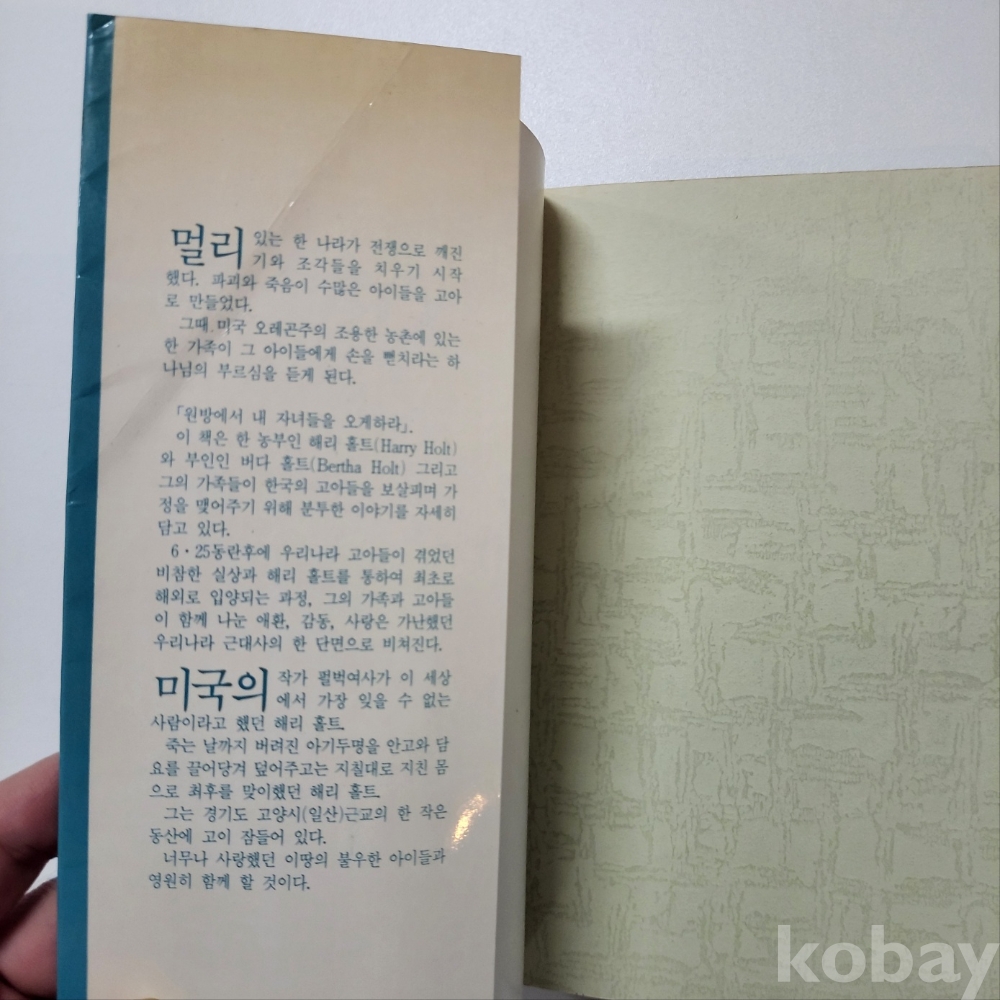 멀리 있는 한 나라가 전쟁으로 깨진
기와 조각들을 치우기 시작
했다. 파괴와 죽음이 수많은 아이들을 고아
로 만들었다.
그때 미국 오레곤주의 조용한 농촌에 있는
한 가족이 그 아이들에게 손을 뻗치라는 하
나님의 부르심을 듣게 된다.
「원방에서 내 자녀들을 오게하라」.
이 책은 한 농부인 해리 홀트(Harry Holt)
와 부인인 버다 홀트(Bertha Holt) 그리고
그의 가족들이 한국의 고아들을 보살피며 가
정을 맺어주기 위해 분투한 이야기를 자세히
담고 있다.
6·25동란후에 우리나라 고아들이 겪었던
비참한 실상과 해리 홀트를 통하여 최초로
해외로 입양되는 과정, 그의 가족과 고아들
이 함께 나눈 애환, 감동, 사랑은 가난했던
우리나라 근대사의 한 단면으로 비쳐진다.
미국의 작가 펄벅여사가 이 세상
에서 가장 잊을 수 없는
사람이라고 했던 해리 홀트.
죽는 날까지 버려진 아기두명을 안고와 담
요를 끌어당겨 덮어주고는 지칠대로 지친 몸
으로 최후를 맞이했던 해리 홀트.
그는 경기도 고양시(일산)근교의 한 작은
동산에 고이 잠들어 있다.
너무나 사랑했던 이땅의 불우한 아이들과
영원히 함께 할 것이다.
kobay